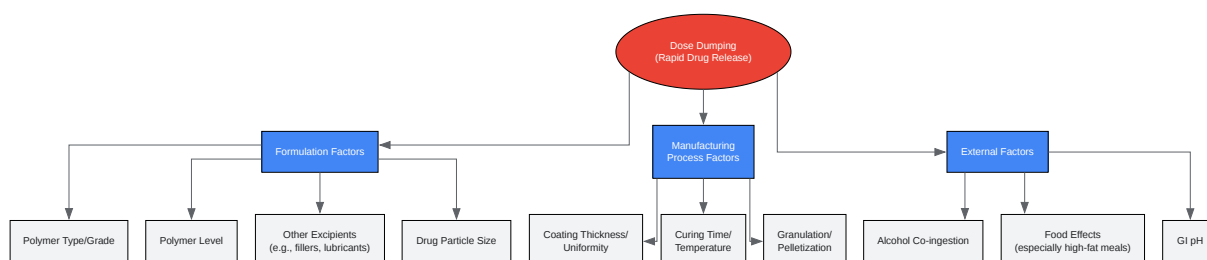 Dose Dumping
(Rapid Drug Release)
Formulation Factors
Manufacturing
Process Factors
External Factors
Polymer Type/Grade
Polymer Level
Other Excipients
(e.g., fillers, lubricants)
Drug Particle Size
Coating Thickness/
Uniformity
Curing Time/
Temperature
Granulation/
Pelletization
Alcohol Co-ingestion
Food Effects
(especially high-fat meals)
GI pH